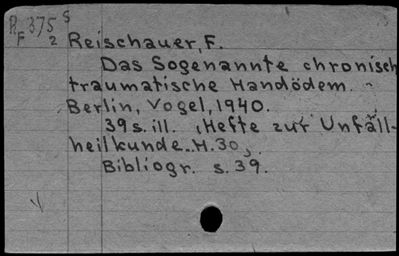 R 375 S
F 2
Reischauer, F.
Das Sogenannte chronisch
traumatische Handödem. -
Berlin, Vogel, 1940.
39 s. ill. (Hefte zur Unfall-
heilkunde. H. 30)
Bibliogr. s. 39.